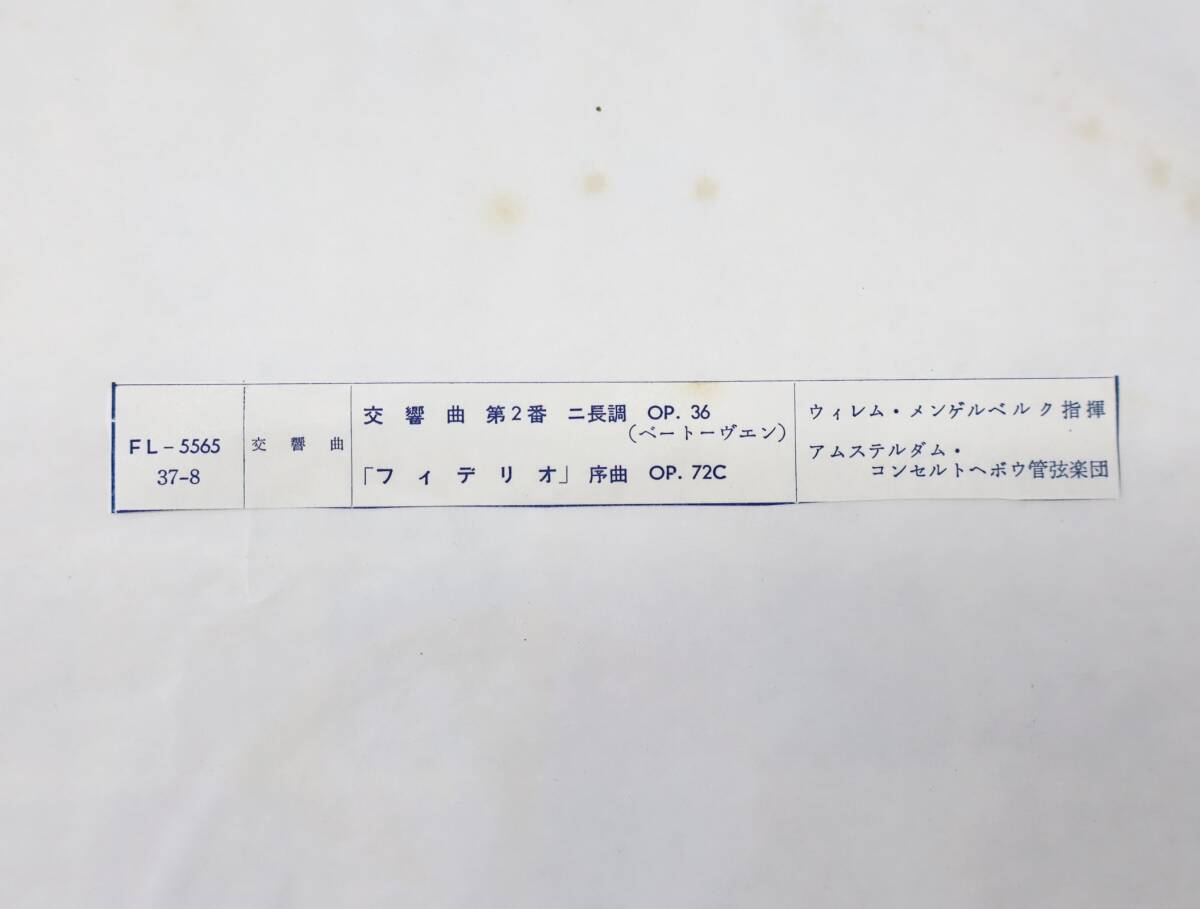 FL-5565
37-8
交響曲
交響曲 第2番 ニ長調 OP. 36
(ベートーヴエン)
「フィデリオ」序曲 OP. 72C
ウィレム・メンゲルベルク指揮
アムステルダム・
コンセルトヘボウ管弦楽団